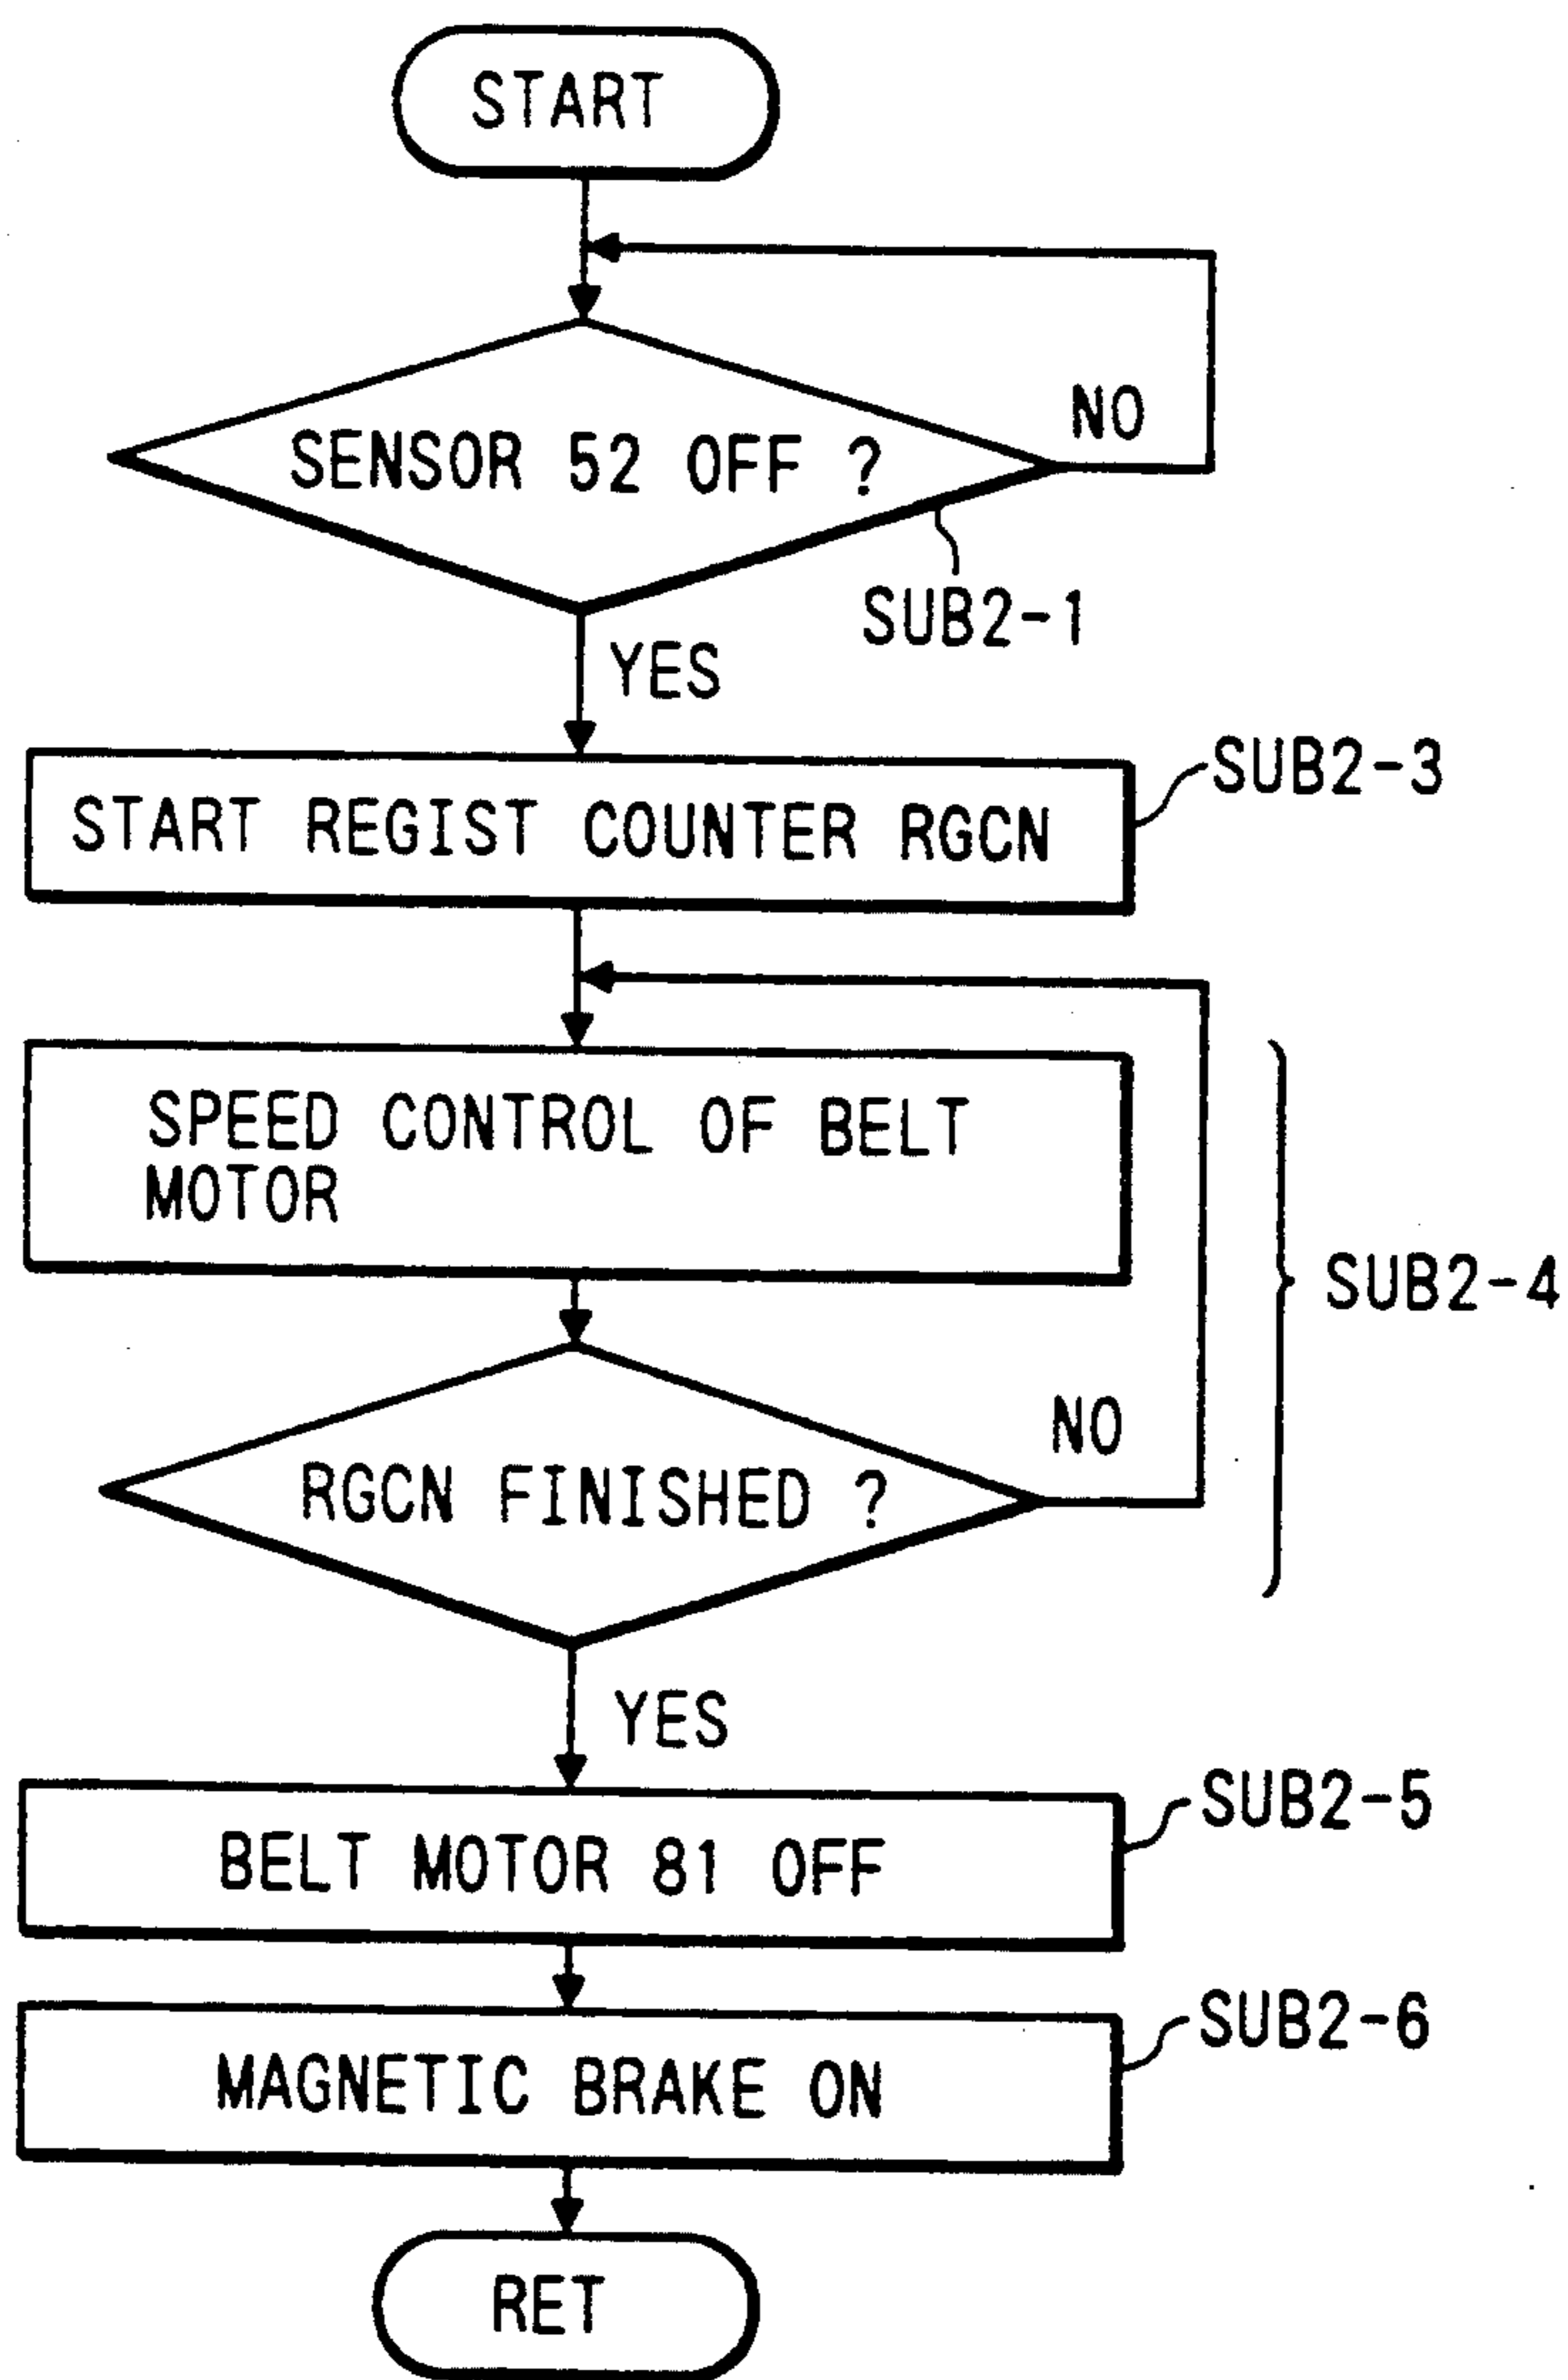 START
NO
SENSOR 52 OFF ?
SUB2-1
YES
SUB2-3
START REGIST COUNTER RGCN
SPEED CONTROL OF BELT
MOTOR
SUB2-4
NO
RGCN FINISHED ?
YES
SUB2-5
BELT MOTOR 81 OFF
SUB2-6
MAGNETIC BRAKE ON
RET